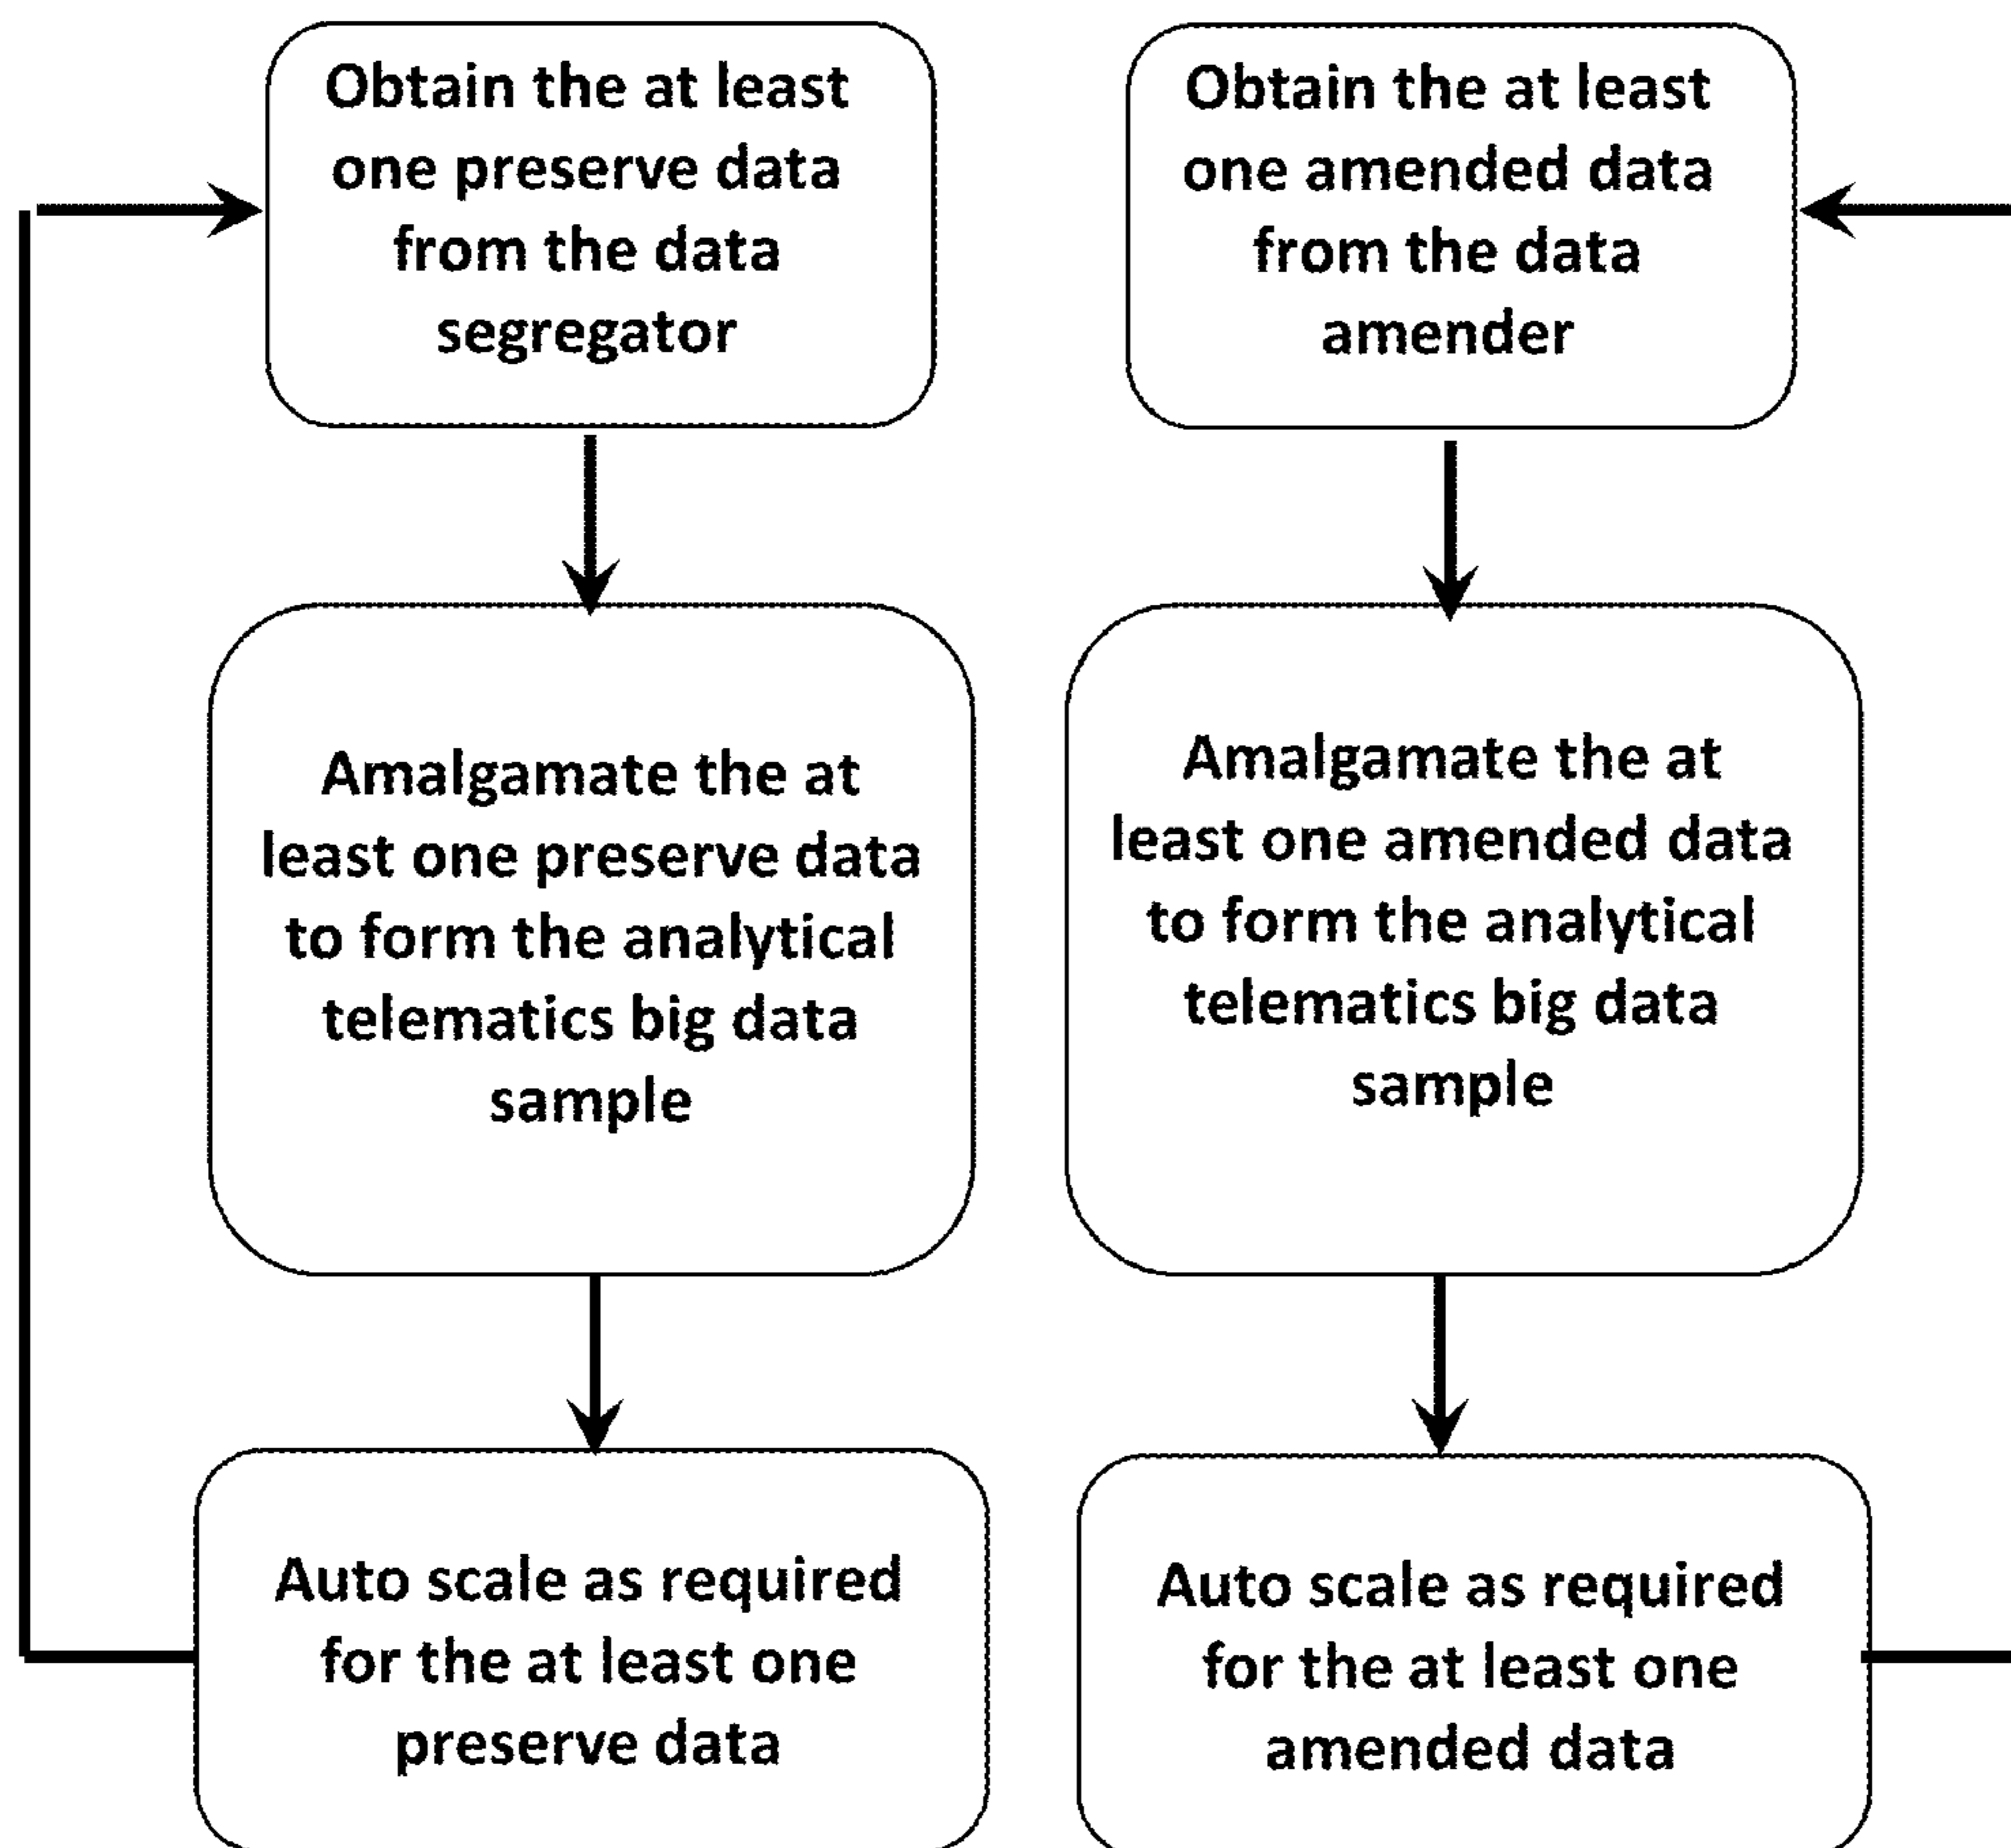 Obtain the at least
one preserve data
from the data
segregator
Obtain the at least
one amended data
from the data
amender
Amalgamate the at
least one preserve data
to form the analytical
telematics big data
sample
Amalgamate the at
least one amended data
to form the analytical
telematics big data
sample
Auto scale as required
for the at least one
preserve data
Auto scale as required
for the at least one
amended data